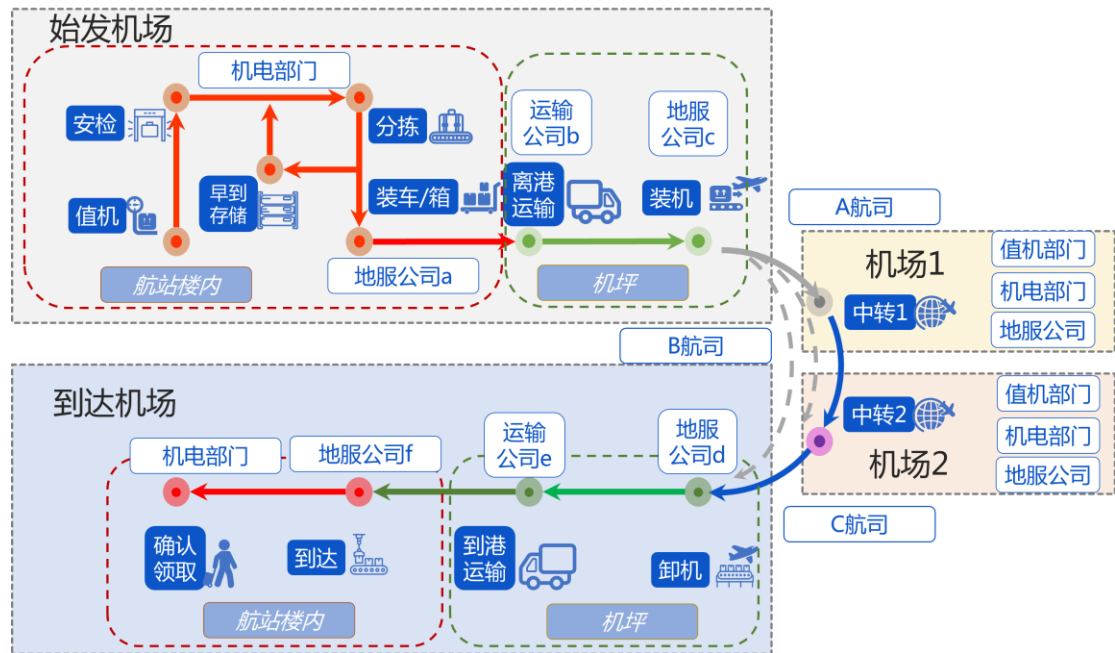 始发机场
机电部门
安检
分拣
值机
早到
存储
装车/箱
地服公司a
航站楼内
运输
公司b
地服
公司c
离港
运输
装机
机坪
A航司
机场1
中转1
值机部门
机电部门
地服公司
B航司
中转2
机场2
值机部门
机电部门
地服公司
C航司
到达机场
机电部门
地服公司f
运输
公司e
地服
公司d
确认
领取
到达
到港
运输
卸机
航站楼内
机坪